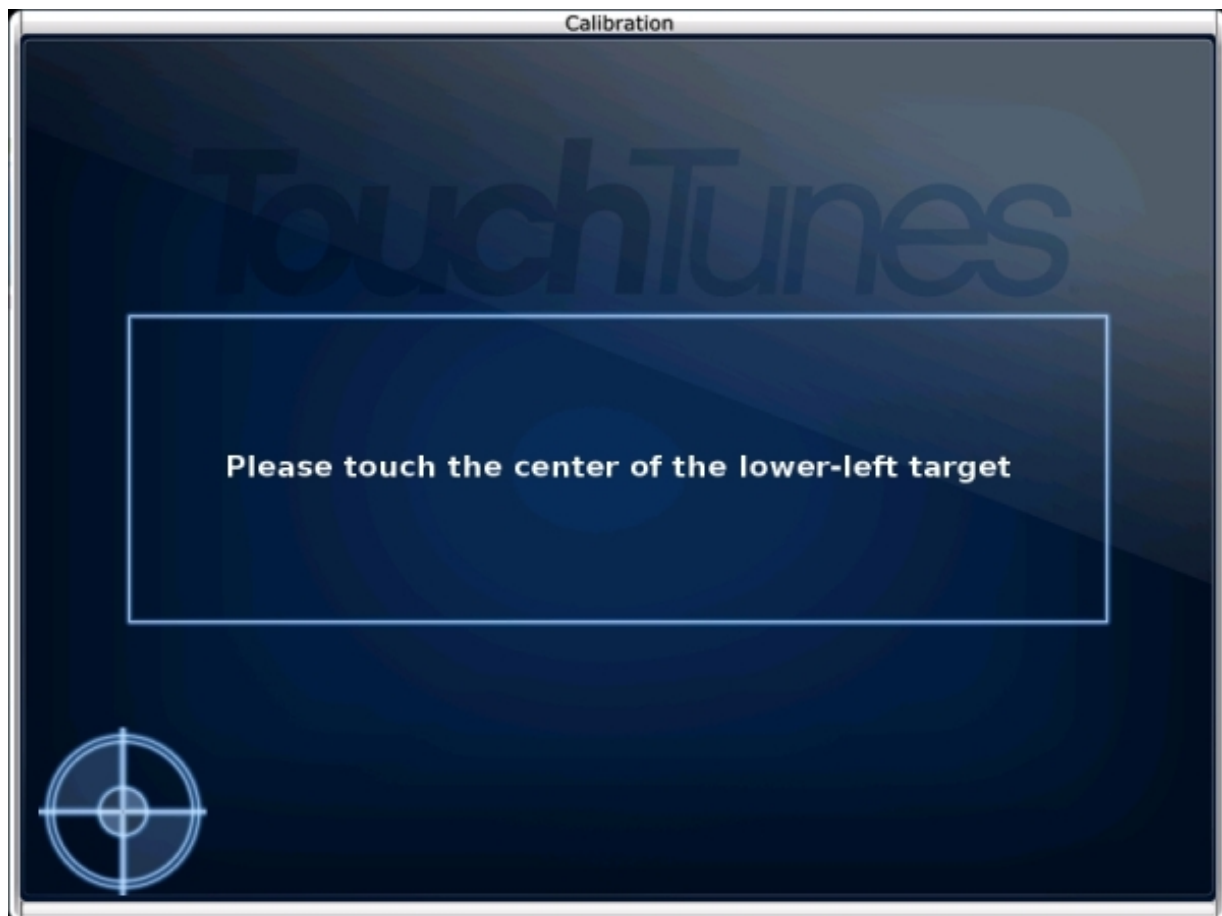 Calibration
TouchTunes
Please touch the center of the lower-left target